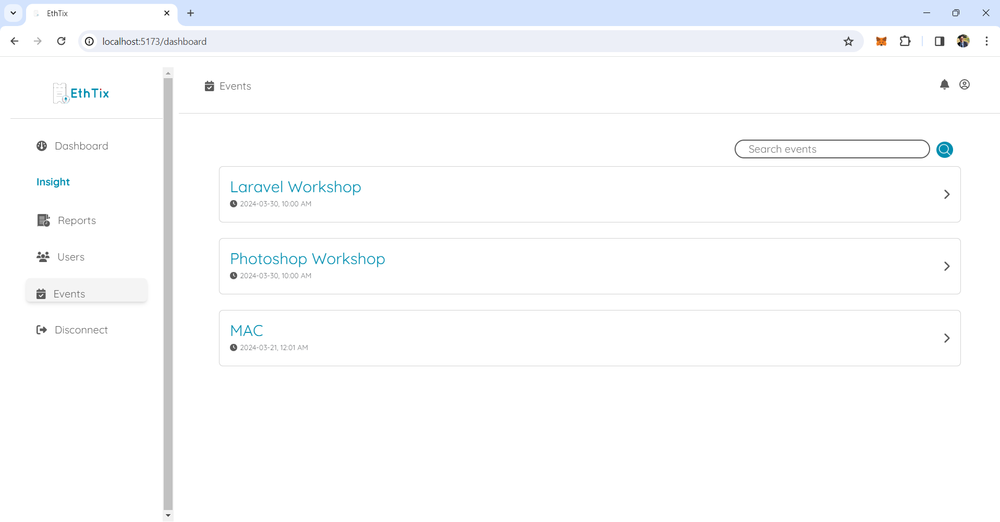 EthTix
localhost:5173/dashboard
EthTix
Events
Dashboard
Search events
Insight
Laravel Workshop
2024-03-30, 10:00 AM
Reports
Users
Photoshop Workshop
2024-03-30, 10:00 AM
Events
Disconnect
MAC
2024-03-21, 12:01 AM